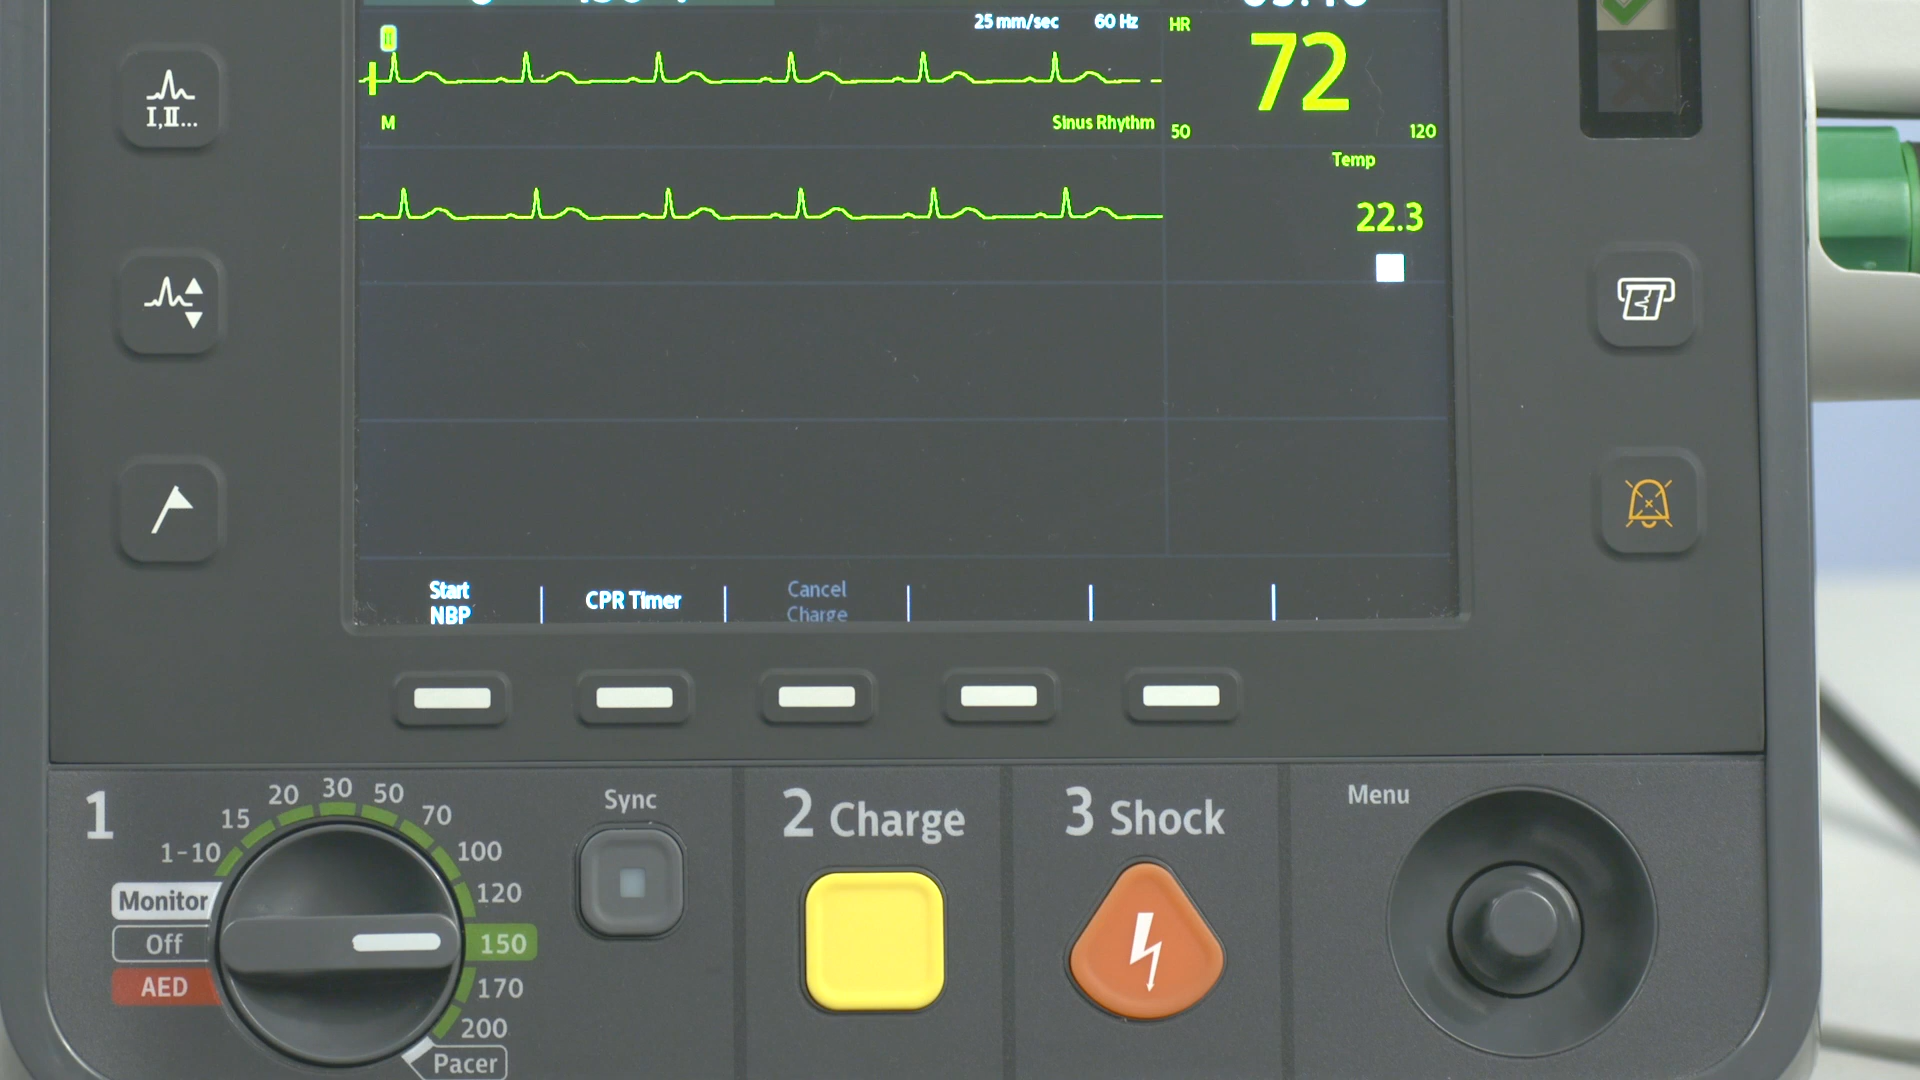 25 mm/sec 60 Hz HR
II
72
M
Sinus Rhythm
50
120
Temp
22.3
I,II...
Start
NBP
CPR Timer
Cancel
Charge
1
1-10
15
20
30
50
70
100
120
150
170
200
Pacer
Monitor
Off
AED
Sync
2 Charge
3 Shock
Menu